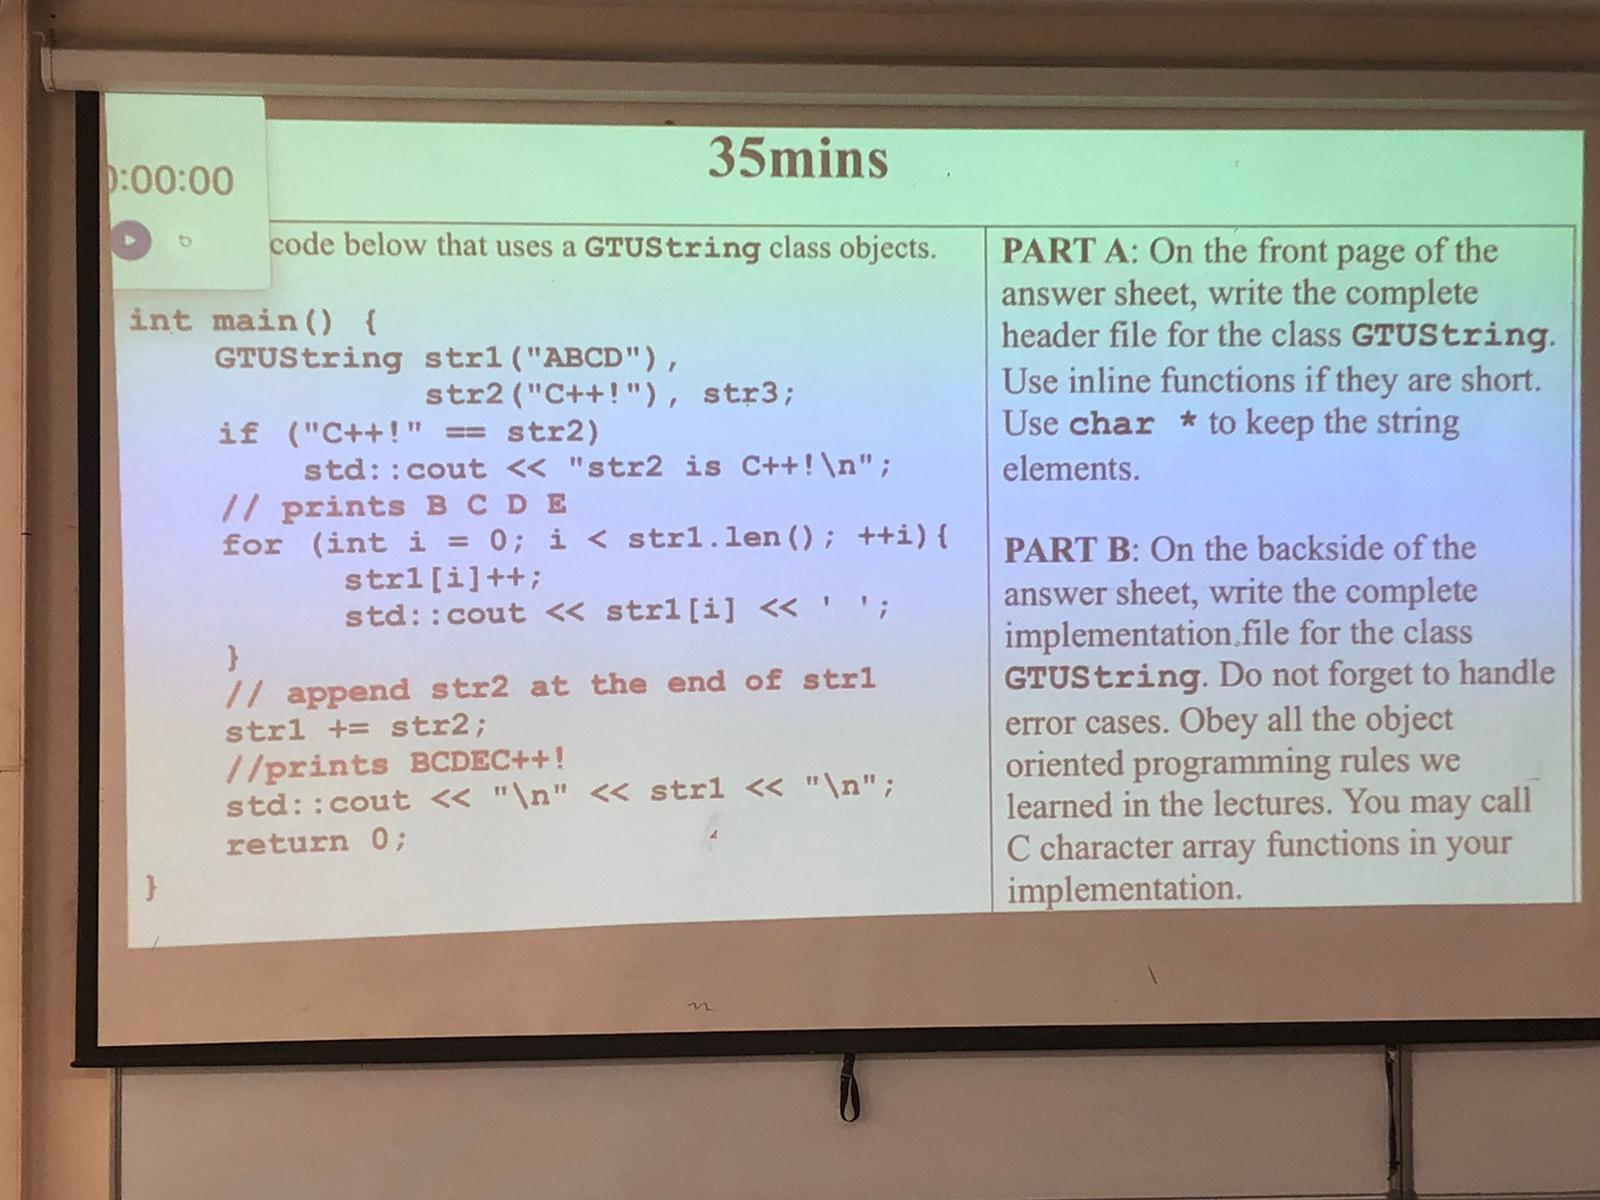 35mins
:00:00
code below that uses a GTUString class objects.
int main() {
GTUString str1("ABCD"),
str2("C++!"), str3;
if ("C++!" == str2)
std::cout << "str2 is C++!\n";
// prints B C D E
for (int i = 0; i < str1.len(); ++i){
str1[i]++;
std::cout << str1[i] << ' ';
}
// append str2 at the end of str1
str1 += str2;
//prints BCDEC++!
std::cout << "\n" << str1 << "\n";
return 0;
}
PART A: On the front page of the
answer sheet, write the complete
header file for the class GTUString.
Use inline functions if they are short.
Use char * to keep the string
elements.
PART B: On the backside of the
answer sheet, write the complete
implementation file for the class
GTUString. Do not forget to handle
error cases. Obey all the object
oriented programming rules we
learned in the lectures. You may call
C character array functions in your
implementation.